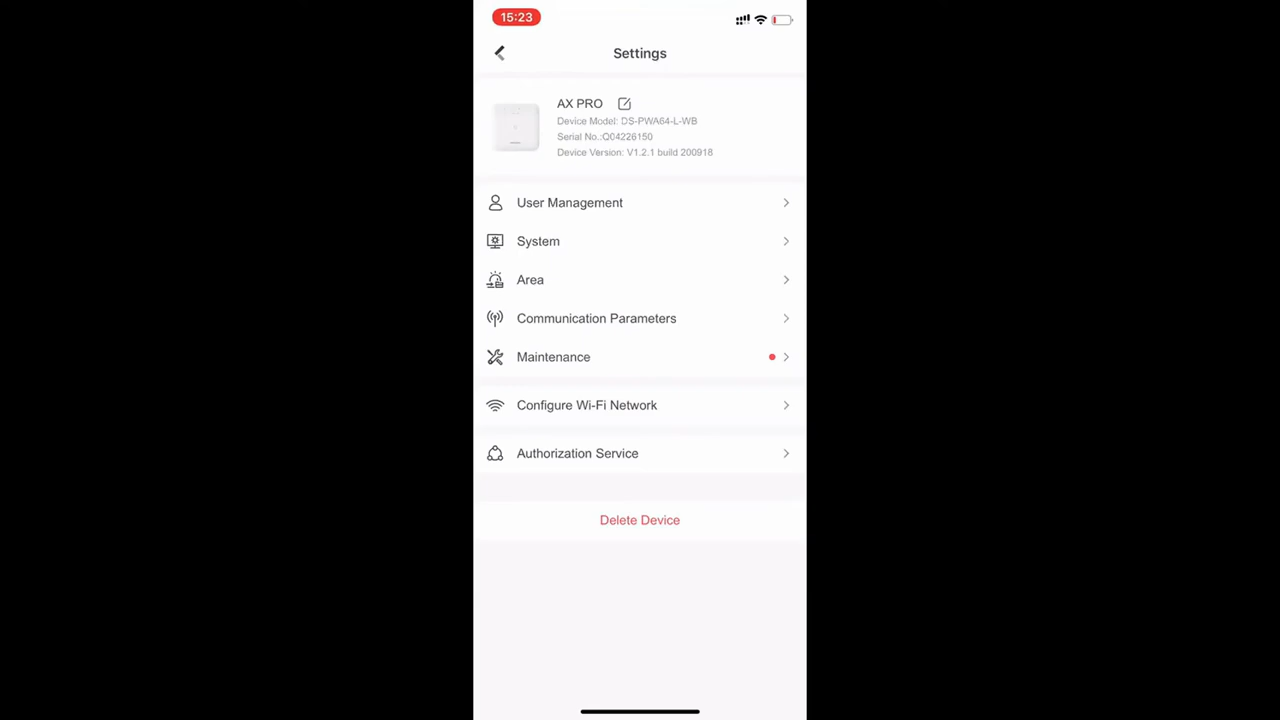 15:23
Settings
AX PRO
Device Model: DS-PWA64-L-WB
Serial No.:Q04226150
Device Version: V1.2.1 build 200918
User Management
System
Area
Communication Parameters
Maintenance
Configure Wi-Fi Network
Authorization Service
Delete Device